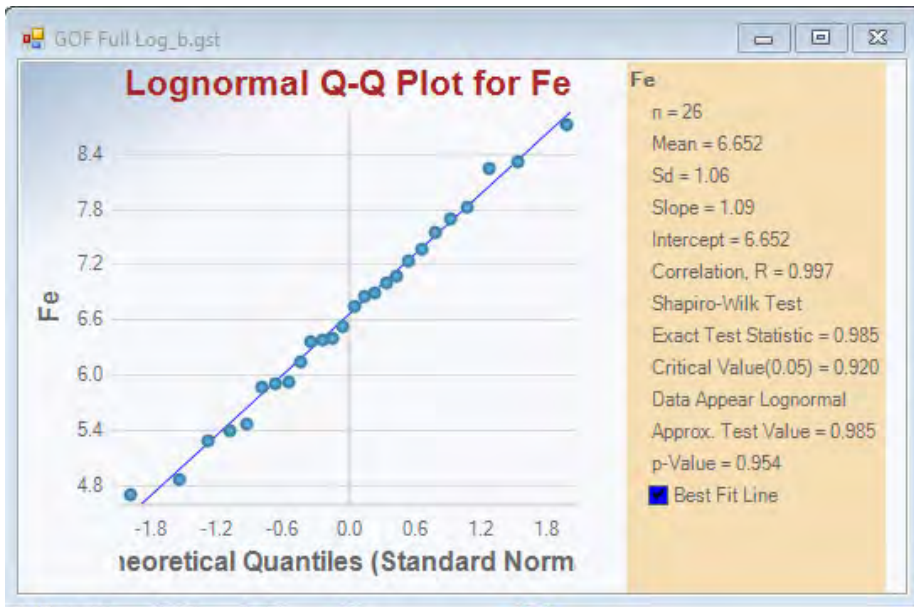 GOF Full Log_b.gst
Lognormal Q-Q Plot for Fe
8.4
7.8
7.2
6.6
6.0
5.4
4.8
Fe
-1.8 -1.2 -0.6 0.0 0.6 1.2 1.8
heoretical Quantiles (Standard Norm
Fe
n = 26
Mean = 6.652
Sd = 1.06
Slope = 1.09
Intercept = 6.652
Correlation, R = 0.997
Shapiro-Wilk Test
Exact Test Statistic = 0.985
Critical Value(0.05) = 0.920
Data Appear Lognormal
Approx. Test Value = 0.985
p-Value = 0.954
Best Fit Line